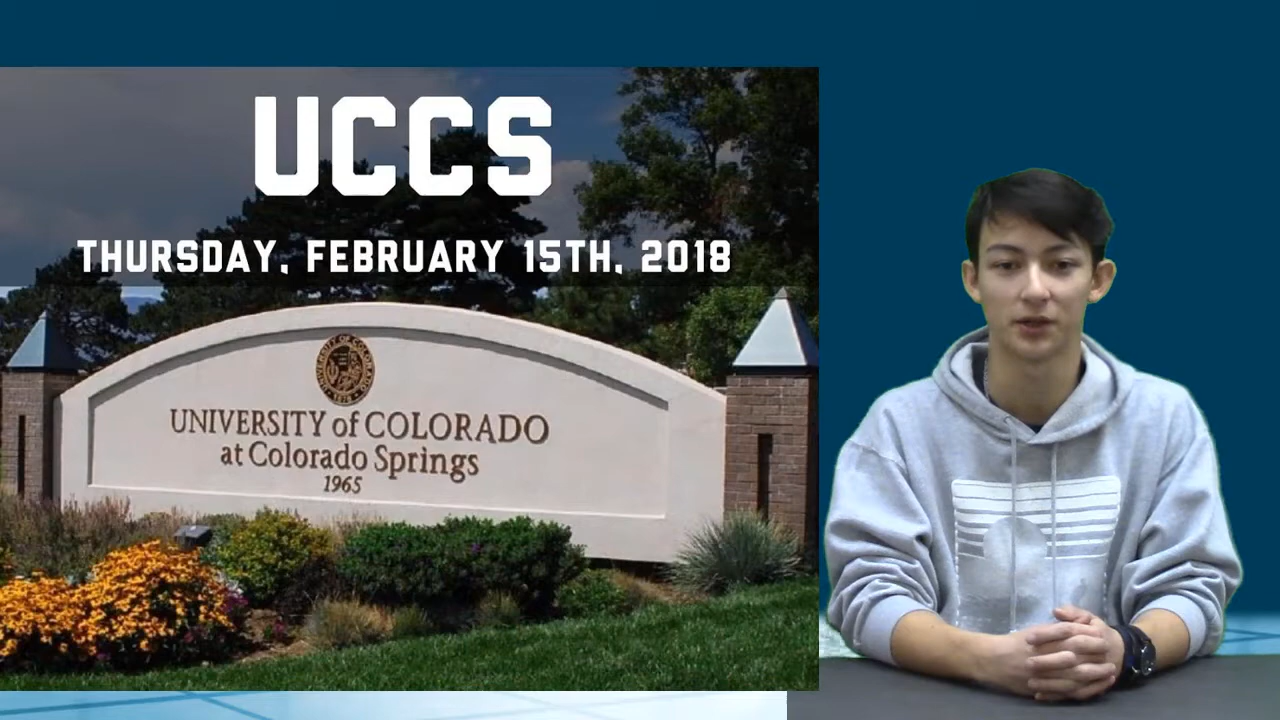 UCCS
THURSDAY, FEBRUARY 15TH, 2018
UNIVERSITY of COLORADO
at Colorado Springs
1965